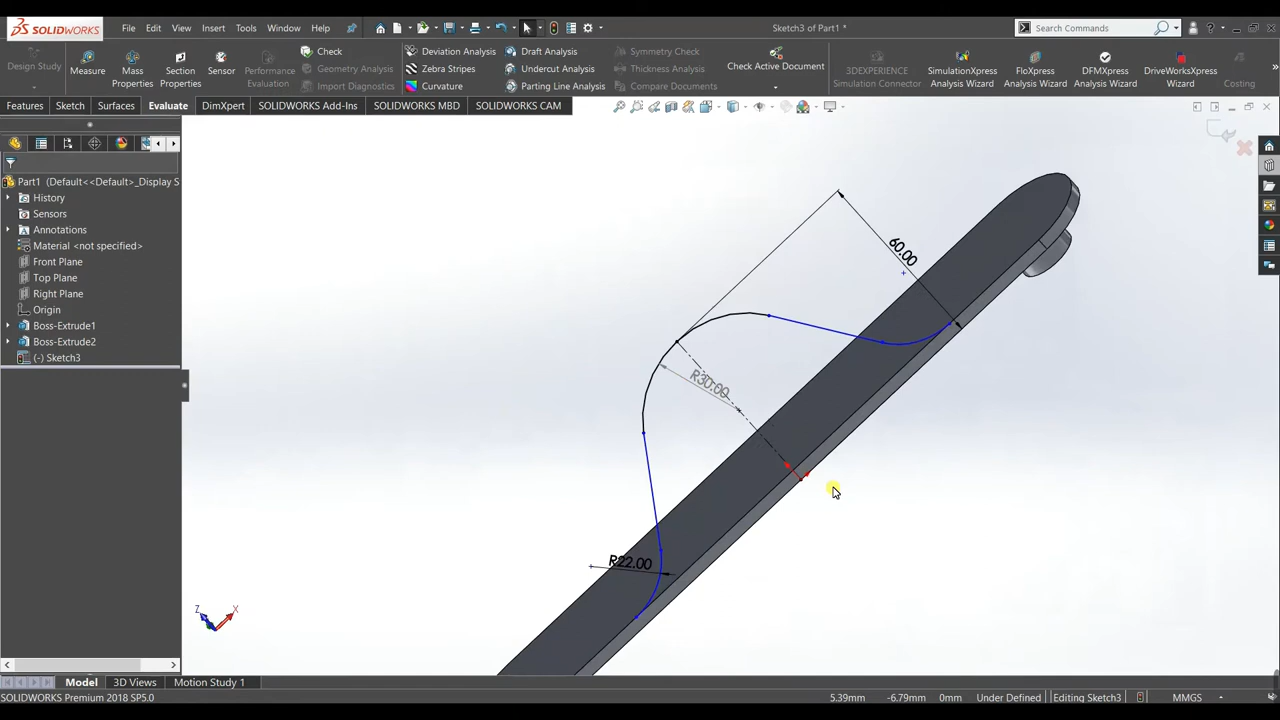 SOLIDWORKS
File
Edit
View
Insert
Tools
Window
Help
Sketch3 of Part1 *
Search Commands
Design Study
Measure
Mass Properties
Section Properties
Sensor
Performance Evaluation
Check
Geometry Analysis
Import Diagnostics
Deviation Analysis
Zebra Stripes
Curvature
Draft Analysis
Undercut Analysis
Parting Line Analysis
Symmetry Check
Thickness Analysis
Compare Documents
Check Active Document
3DEXPERIENCE Simulation Connector
SimulationXpress Analysis Wizard
FloXpress Analysis Wizard
DFMXpress Analysis Wizard
DriveWorksXpress Wizard
Costing
Features
Sketch
Surfaces
Evaluate
DimXpert
SOLIDWORKS Add-Ins
SOLIDWORKS MBD
SOLIDWORKS CAM
Part1 (Default<<Default>_Display S
History
Sensors
Annotations
Material <not specified>
Front Plane
Top Plane
Right Plane
Origin
Boss-Extrude1
Boss-Extrude2
(-) Sketch3
60.00
R30.00
R22.00
Z
X
Model
3D Views
Motion Study 1
SOLIDWORKS Premium 2018 SP5.0
5.39mm
-6.79mm
0mm
Under Defined
Editing Sketch3
MMGS